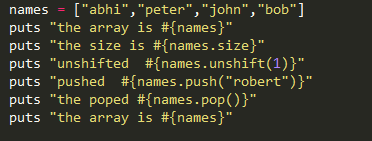 names = ["abhi","peter","john","bob"]
puts "the array is #{names}"
puts "the size is #{names.size}"
puts "unshifted  #{names.unshift(1)}"
puts "pushed  #{names.push("robert")}"
puts "the poped #{names.pop()}"
puts "the array is #{names}"